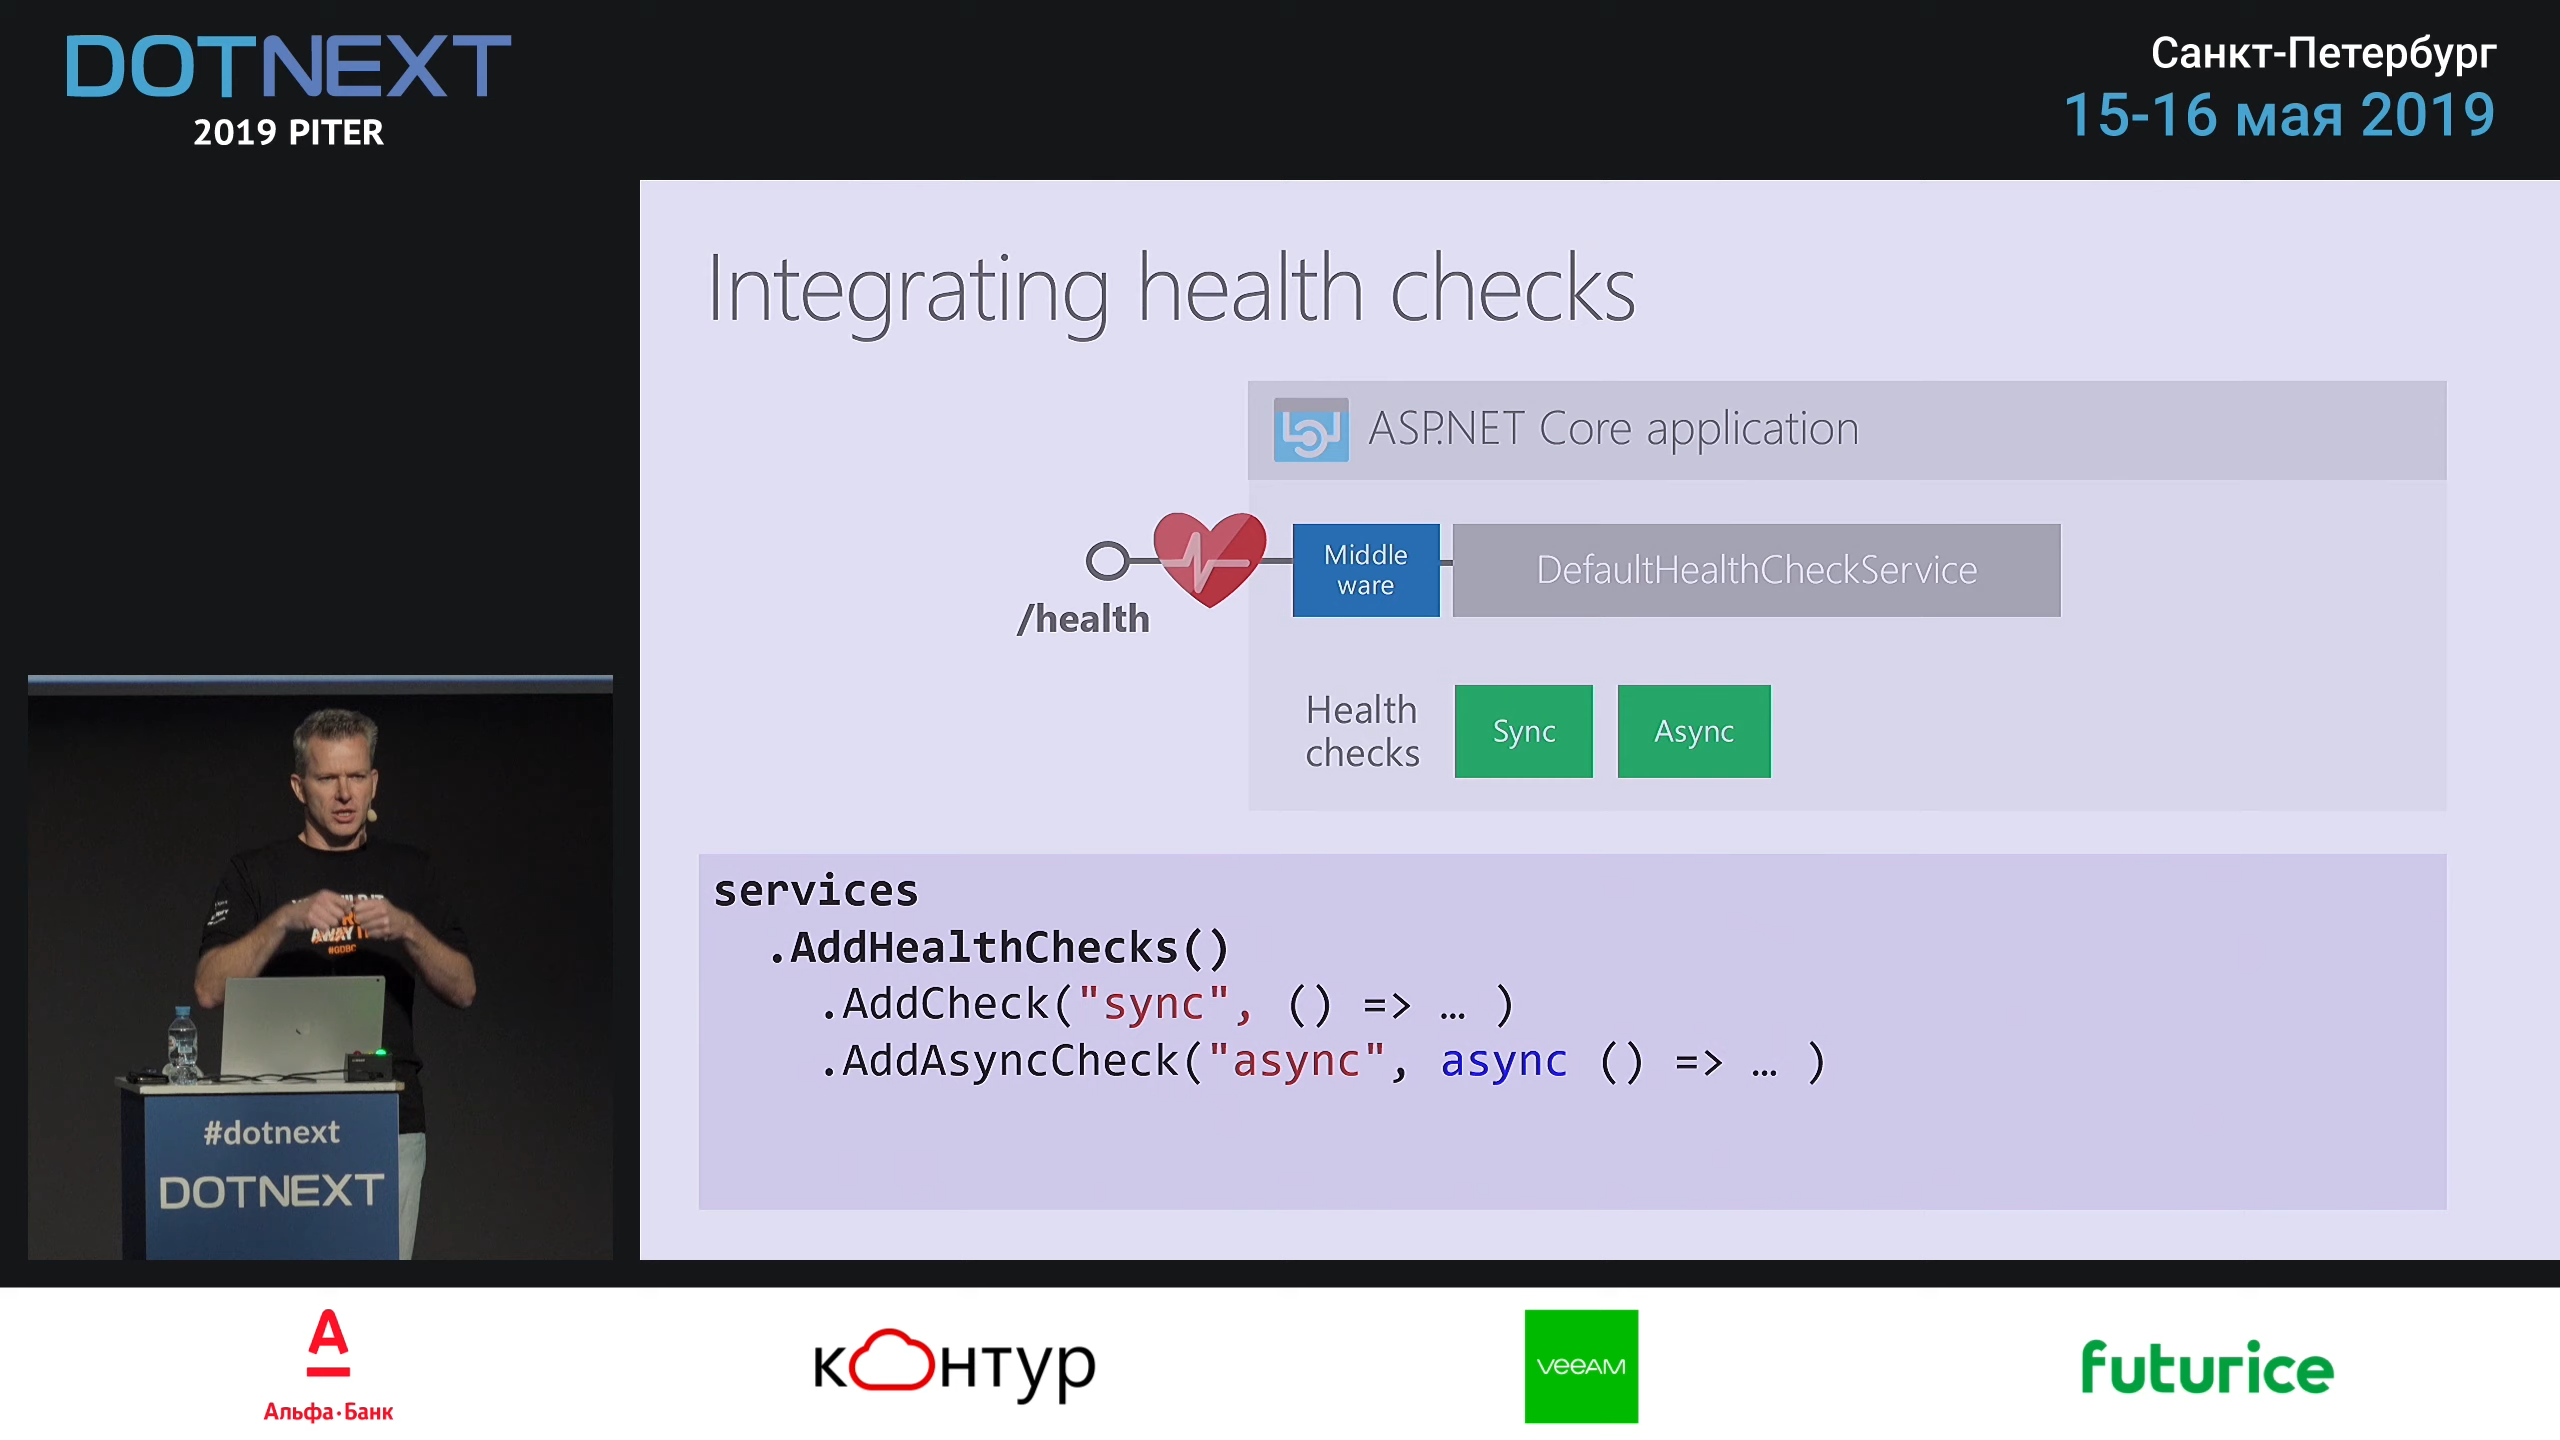 DOTNEXT
2019 PITER
Санкт-Петербург
15-16 мая 2019
Integrating health checks
ASP.NET Core application
Middle
ware
DefaultHealthCheckService
/health
Health
checks
Sync
Async
services
.AddHealthChecks()
.AddCheck("sync", () => … )
.AddAsyncCheck("async", async () => … )
AWAY
#GDBC
#dotnext
DOTNEXT
Альфа·Банк
контур
veeAM
futurice